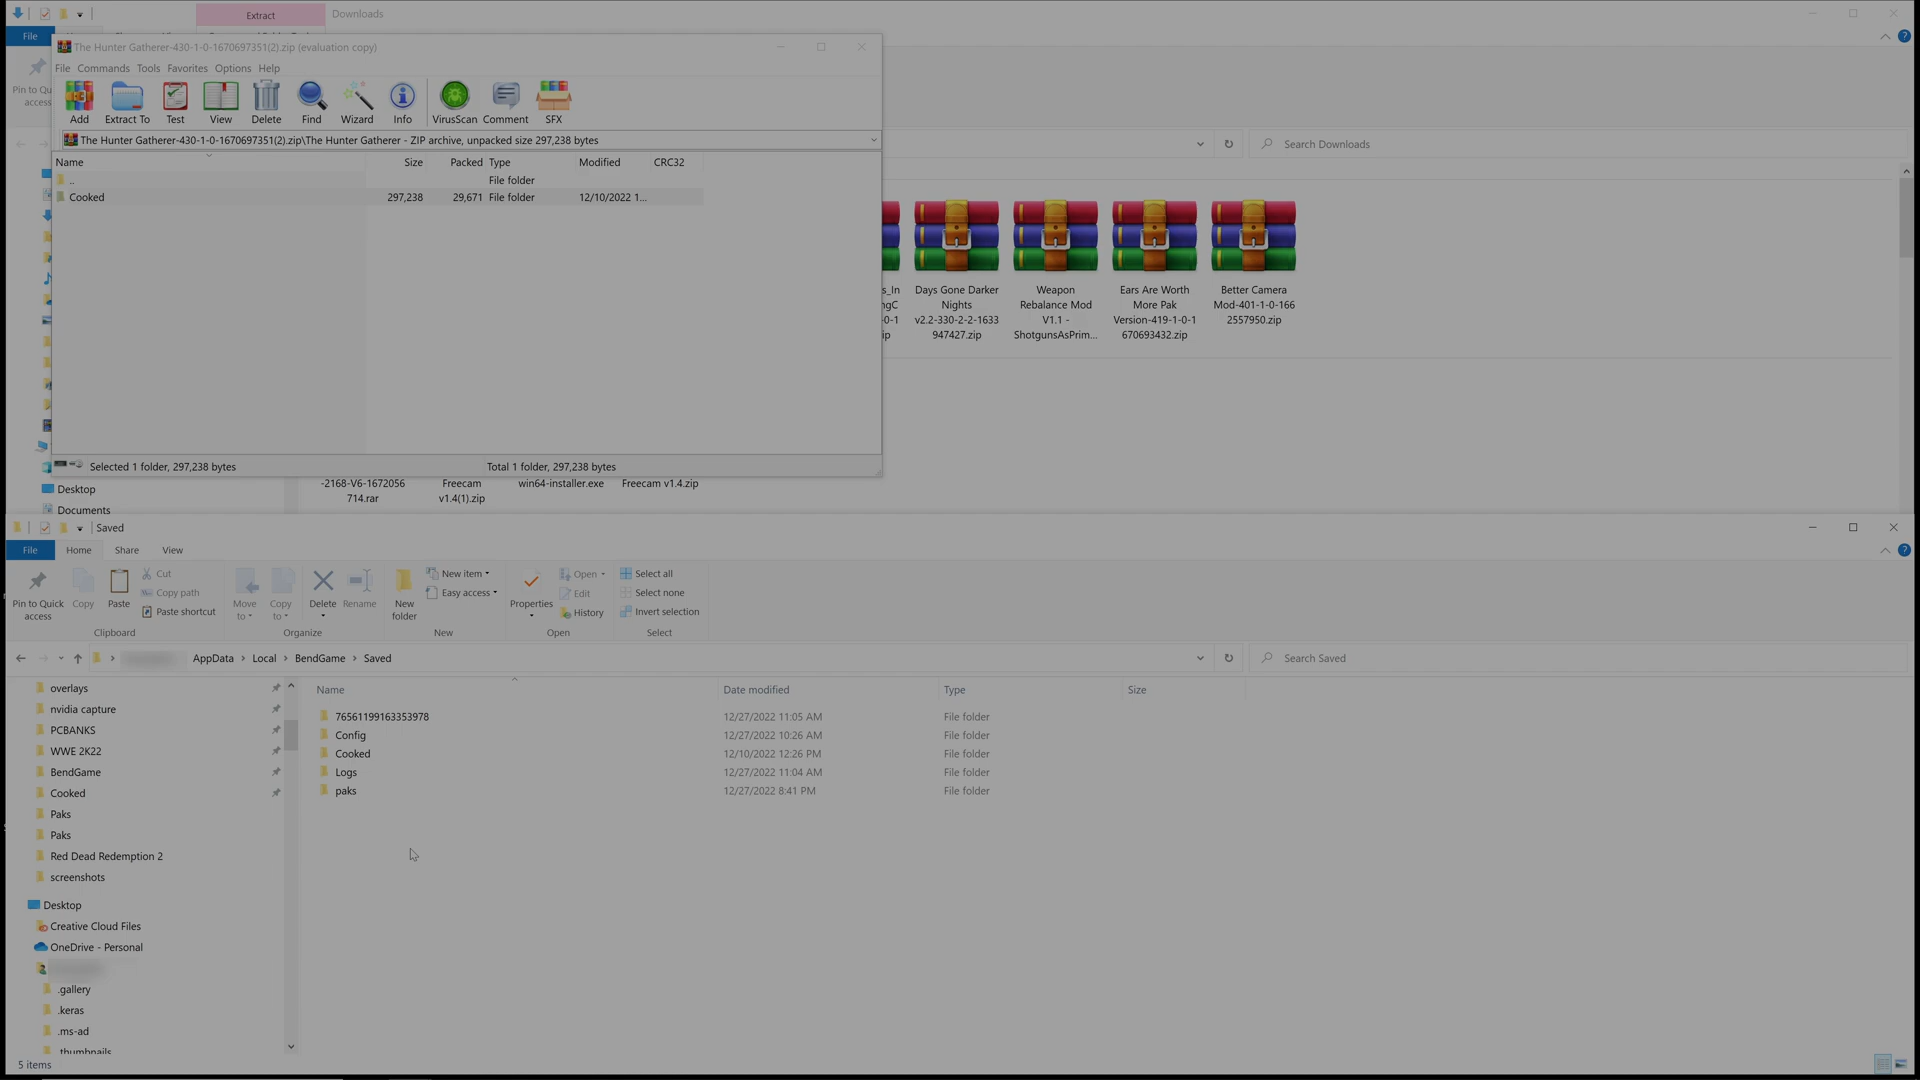 Extract
Downloads
File
The Hunter Gatherer-430-1-0-1670697351(2).zip (evaluation copy)
File Commands Tools Favorites Options Help
Add Extract To Test View Delete Find Wizard Info VirusScan Comment SFX
The Hunter Gatherer-430-1-0-1670697351(2).zip\The Hunter Gatherer - ZIP archive, unpacked size 297,238 bytes
Name Size Packed Type Modified CRC32
.. File folder
Cooked 297,238 29,671 File folder 12/10/2022 1...
Selected 1 folder, 297,238 bytes
Total 1 folder, 297,238 bytes
Pin to Qu
access
Search Downloads
s_In
gC
0-1
ip
Days Gone Darker
Nights
v2.2-330-2-2-1633
947427.zip
Weapon
Rebalance Mod
V1.1 -
ShotgunsAsPrim...
Ears Are Worth
More Pak
Version-419-1-0-1
670693432.zip
Better Camera
Mod-401-1-0-166
2557950.zip
-2168-V6-1672056
714.rar
Freecam
v1.4(1).zip
win64-installer.exe
Freecam v1.4.zip
Desktop
Documents
Saved
File Home Share View
Pin to Quick
access
Copy
Paste
Cut
Copy path
Paste shortcut
Clipboard
Move
to
Copy
to
Delete
Rename
Organize
New
folder
New item
Easy access
New
Properties
Open
Edit
History
Open
Select all
Select none
Invert selection
Select
AppData > Local > BendGame > Saved
Search Saved
overlays
nvidia capture
PCBANKS
WWE 2K22
BendGame
Cooked
Paks
Paks
Red Dead Redemption 2
screenshots
Desktop
Creative Cloud Files
OneDrive - Personal
.gallery
.keras
.ms-ad
.thumbnails
Name Date modified Type Size
76561199163353978 12/27/2022 11:05 AM File folder
Config 12/27/2022 10:26 AM File folder
Cooked 12/10/2022 12:26 PM File folder
Logs 12/27/2022 11:04 AM File folder
paks 12/27/2022 8:41 PM File folder
5 items